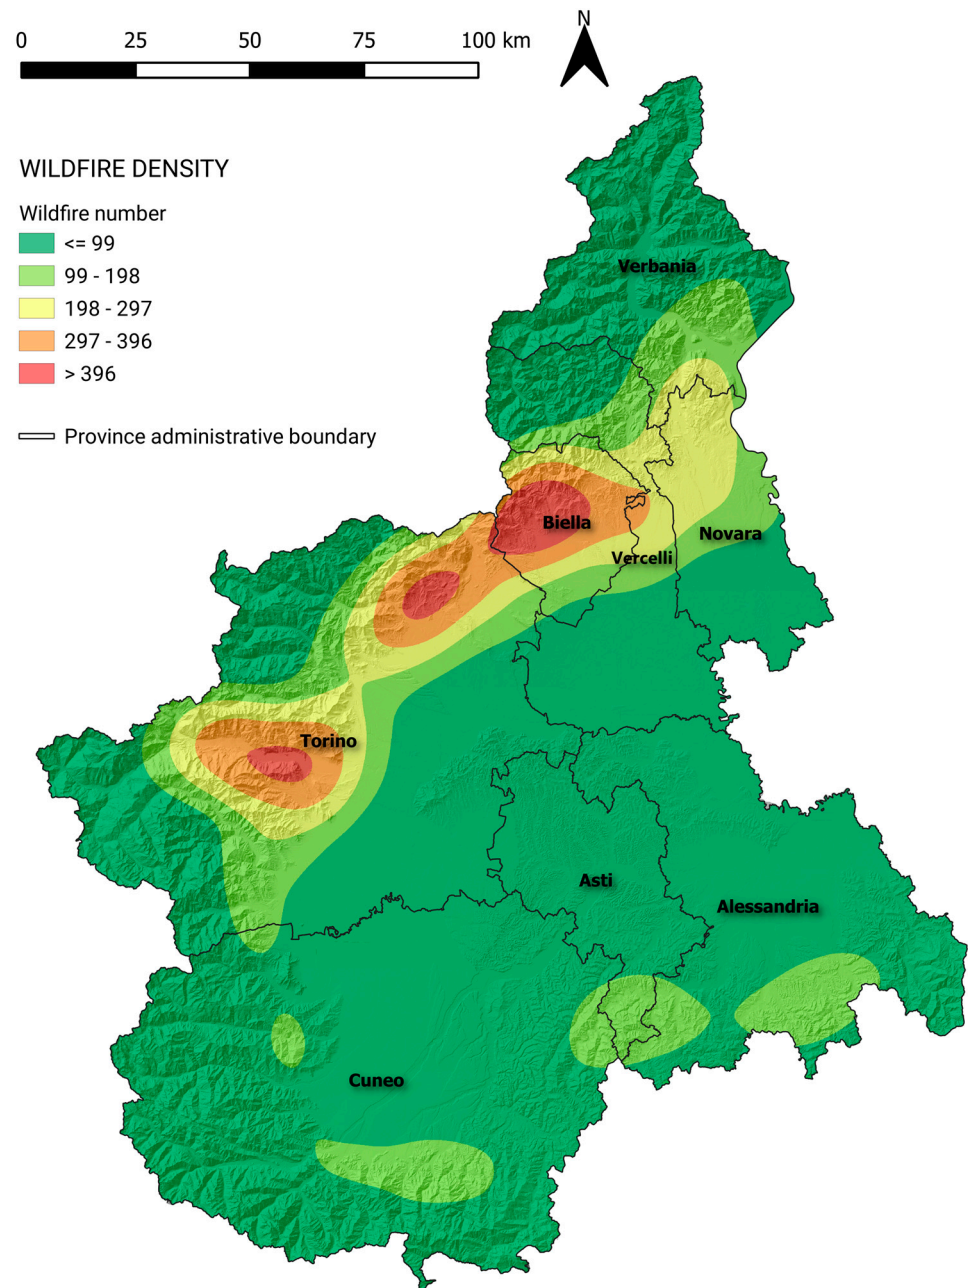 N
0 25 50 75 100 km
WILDFIRE DENSITY
Wildfire number
<= 99
99 - 198
198 - 297
297 - 396
> 396
Province administrative boundary
Verbania
Biella
Novara
Vercelli
Torino
Asti
Alessandria
Cuneo